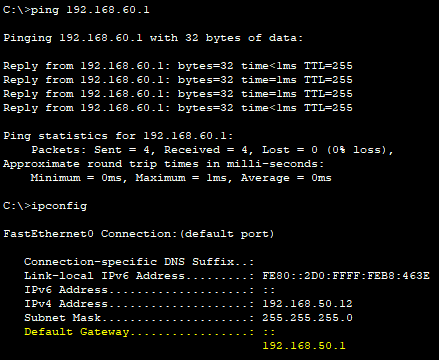 C:\>ping 192.168.60.1
Pinging 192.168.60.1 with 32 bytes of data:
Reply from 192.168.60.1: bytes=32 time<1ms TTL=255
Reply from 192.168.60.1: bytes=32 time=1ms TTL=255
Reply from 192.168.60.1: bytes=32 time=1ms TTL=255
Reply from 192.168.60.1: bytes=32 time<1ms TTL=255
Ping statistics for 192.168.60.1:
Packets: Sent = 4, Received = 4, Lost = 0 (0% loss),
Approximate round trip times in milli-seconds:
Minimum = 0ms, Maximum = 1ms, Average = 0ms
C:\>ipconfig
FastEthernet0 Connection:(default port)
Connection-specific DNS Suffix..:
Link-local IPv6 Address.........: FE80::2D0:FFFF:FEB8:463E
IPv6 Address....................: ::
IPv4 Address....................: 192.168.50.12
Subnet Mask.....................: 255.255.255.0
Default Gateway.................: ::
192.168.50.1